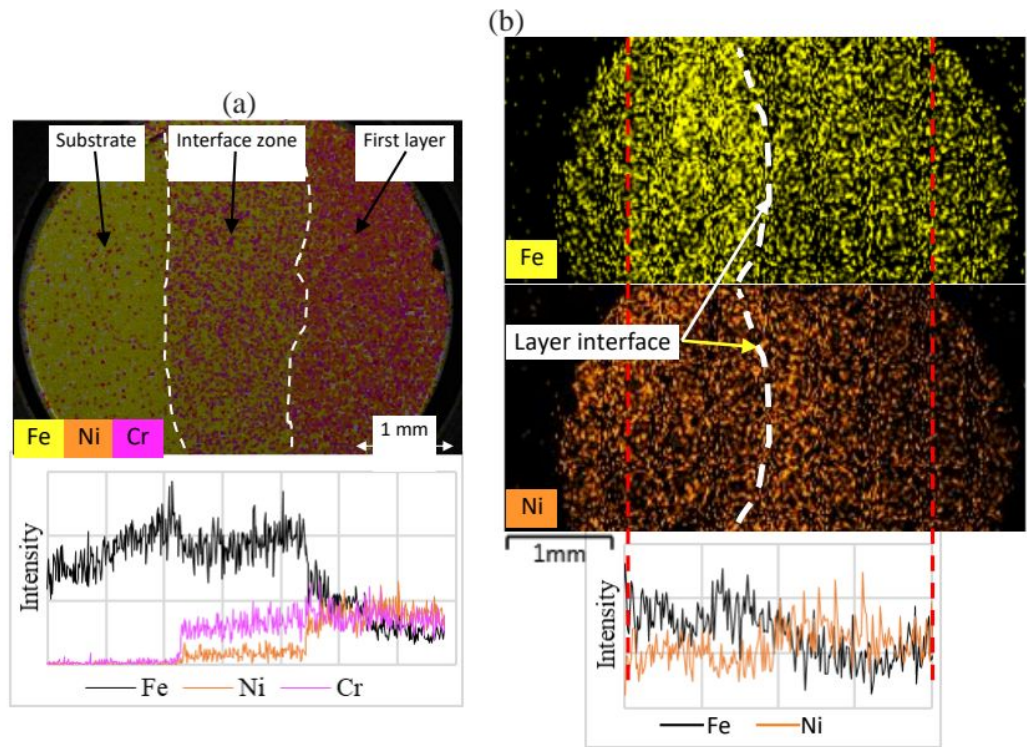 (a)
Substrate
Interface zone
First layer
Fe Ni Cr
1 mm
Intensity
Fe Ni Cr
(b)
Fe
Layer interface
Ni
1mm
Intensity
Fe Ni